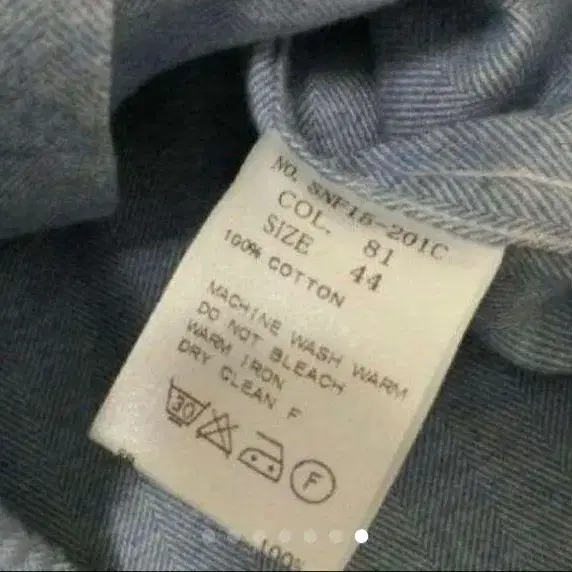 NO. SNF15-201C
COL. 81
SIZE 44
100% COTTON
MACHINE WASH WARM
DO NOT BLEACH
WARM IRON
DRY CLEAN F
30
F
100%